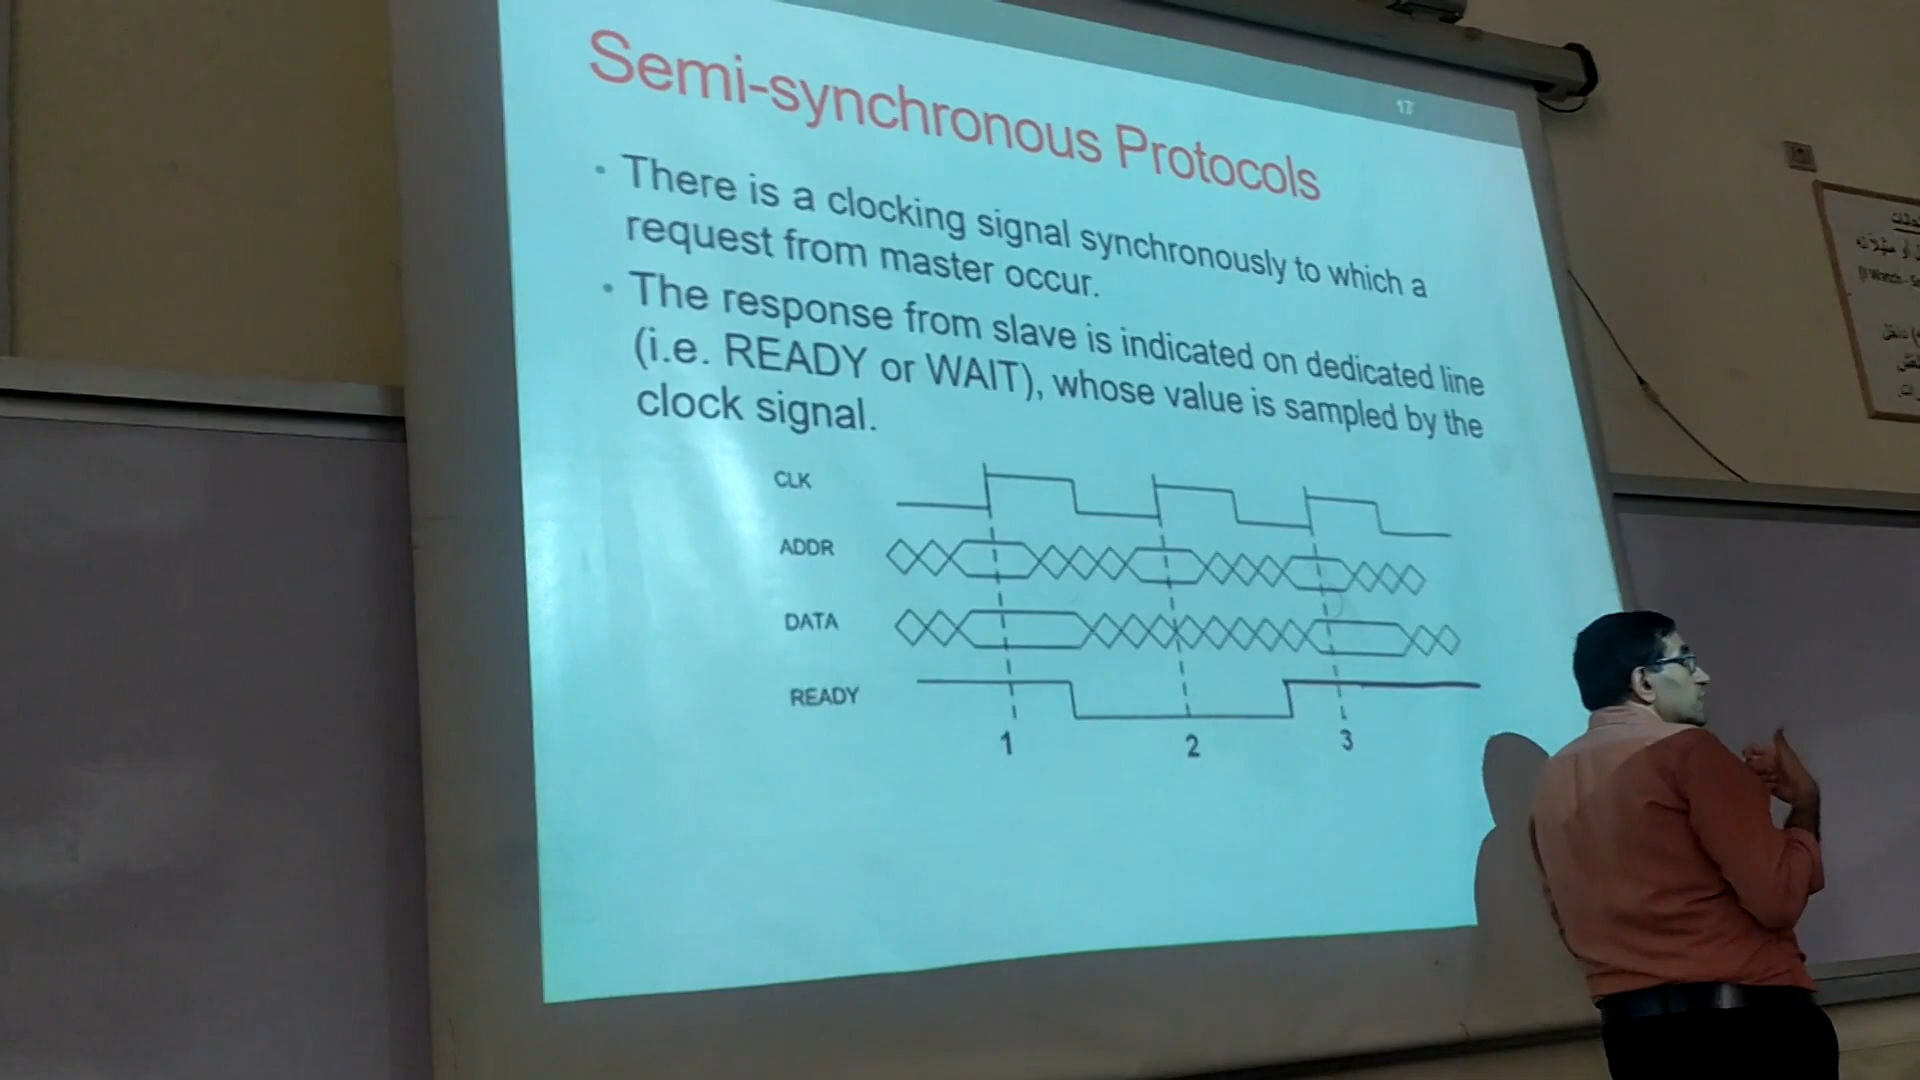 17
Semi-synchronous Protocols
• There is a clocking signal synchronously to which a
request from master occur.
• The response from slave is indicated on dedicated line
(i.e. READY or WAIT), whose value is sampled by the
clock signal.
CLK
ADDR
DATA
READY
1 2 3